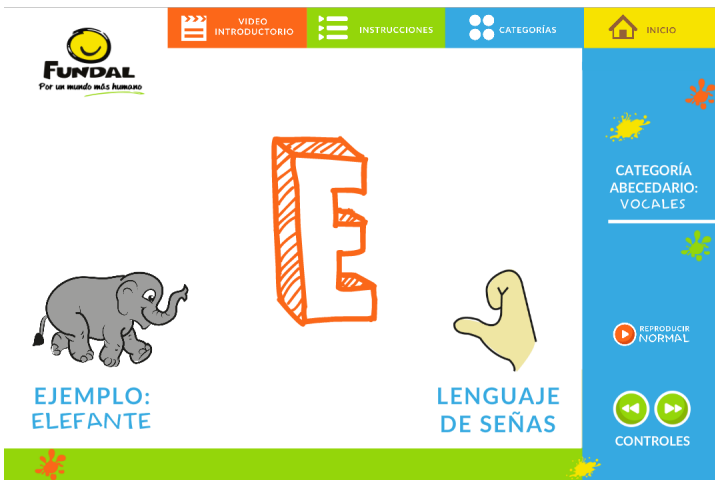 VIDEO
INTRODUCTORIO
INSTRUCCIONES
CATEGORÍAS
INICIO
FUNDAL
Por un mundo más humano
E
CATEGORÍA
ABECEDARIO:
VOCALES
REPRODUCIR
NORMAL
EJEMPLO:
ELEFANTE
LENGUAJE
DE SEÑAS
CONTROLES